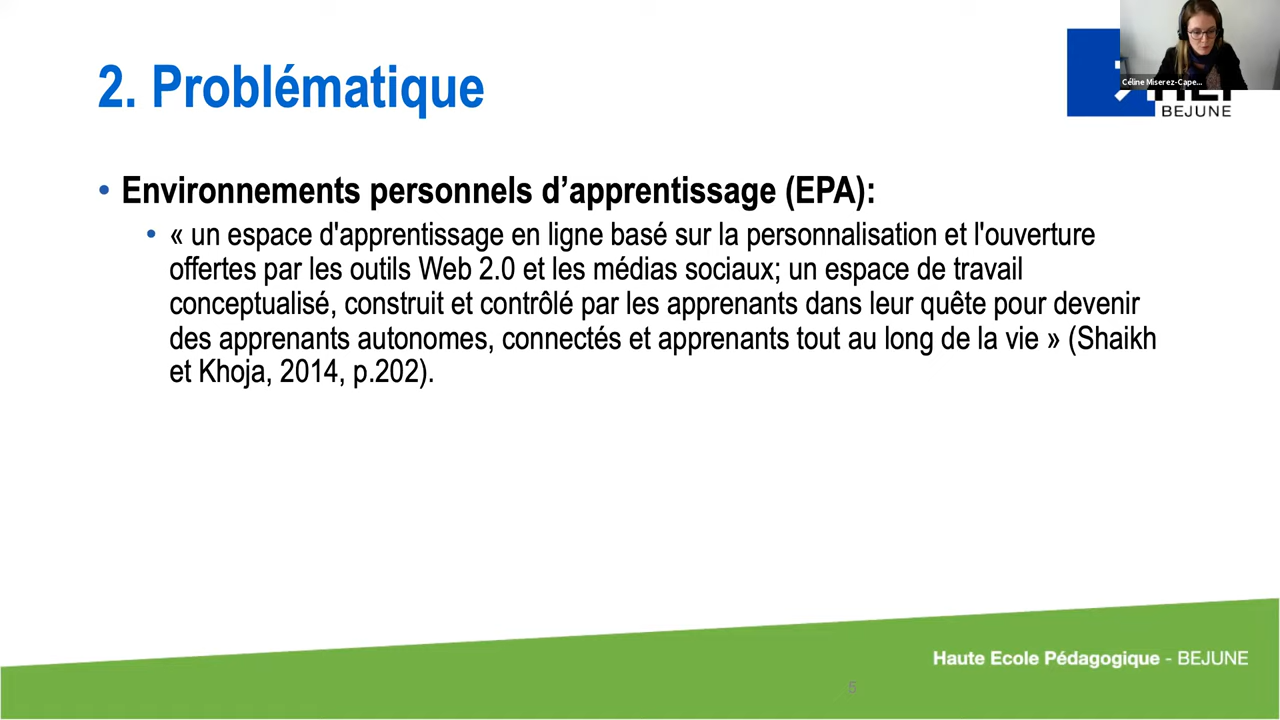 2. Problématique
Céline Miserez-Cape...
BEJUNE
• Environnements personnels d’apprentissage (EPA):
• « un espace d'apprentissage en ligne basé sur la personnalisation et l'ouverture
offertes par les outils Web 2.0 et les médias sociaux; un espace de travail
conceptualisé, construit et contrôlé par les apprenants dans leur quête pour devenir
des apprenants autonomes, connectés et apprenants tout au long de la vie » (Shaikh
et Khoja, 2014, p.202).
Haute Ecole Pédagogique - BEJUNE
5